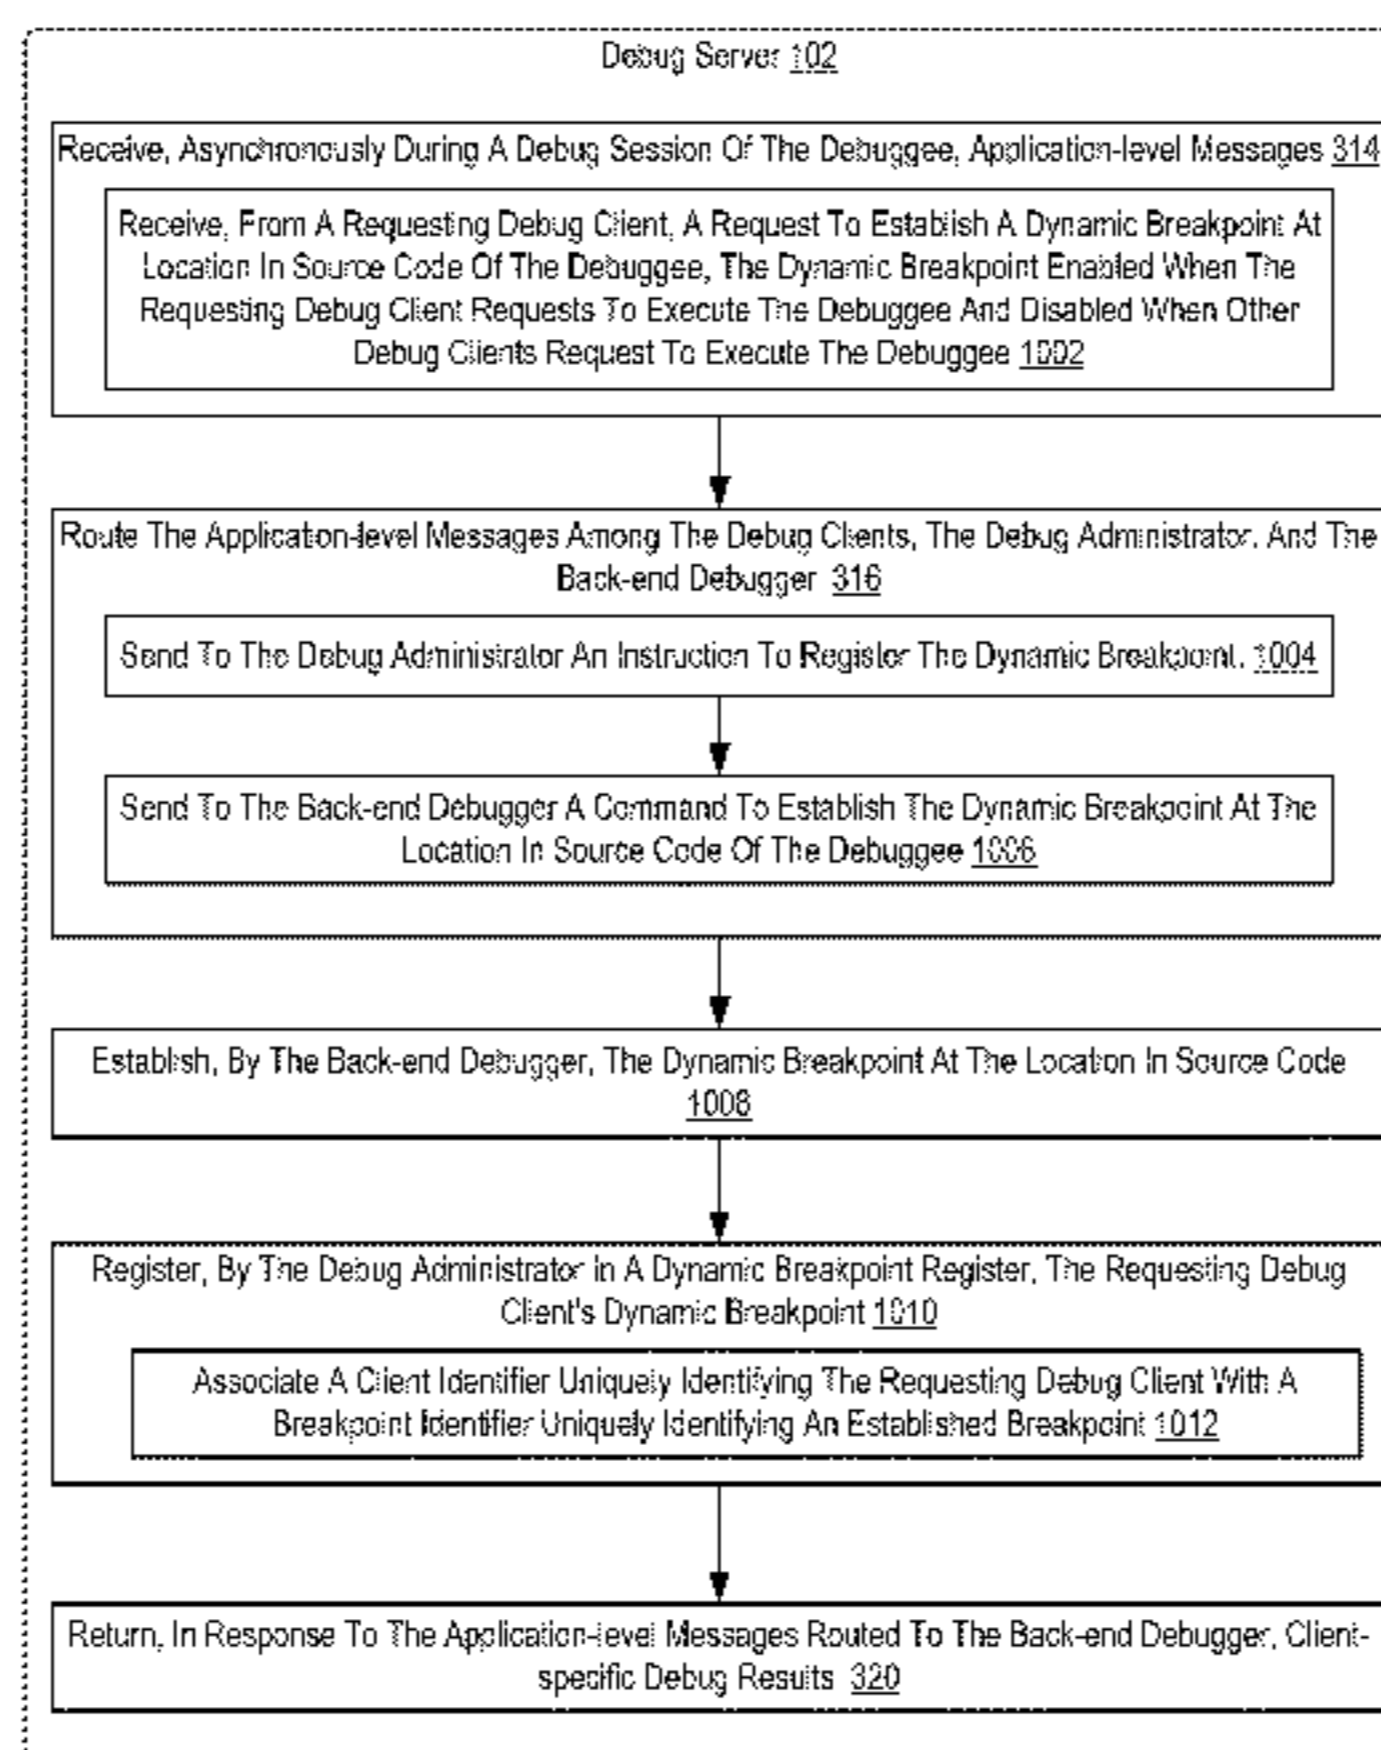 Debug Server 102
Receive, Asynchronously During A Debug Session Of The Debuggee, Application-level Messages 314
Receive, From A Requesting Debug Client, A Request To Establish A Dynamic Breakpoint At
Location In Source Code Of The Debuggee, The Dynamic Breakpoint Enabled When The
Requesting Debug Client Requests To Execute The Debuggee And Disabled When Other
Debug Clients Request To Execute The Debuggee 1002
Route The Application-level Messages Among The Debug Clients, The Debug Administrator, And The
Back-end Debugger 316
Send To The Debug Administrator An Instruction To Register The Dynamic Breakpoint. 1004
Send To The Back-end Debugger A Command To Establish The Dynamic Breakpoint At The
Location In Source Code Of The Debuggee 1006
Establish, By The Back-end Debugger, The Dynamic Breakpoint At The Location In Source Code
1008
Register, By The Debug Administrator In A Dynamic Breakpoint Register, The Requesting Debug
Client's Dynamic Breakpoint 1010
Associate A Client Identifier Uniquely Identifying The Requesting Debug Client With A
Breakpoint Identifier Uniquely Identifying An Established Breakpoint 1012
Return, In Response To The Application-level Messages Routed To The Back-end Debugger, Client-
specific Debug Results 320